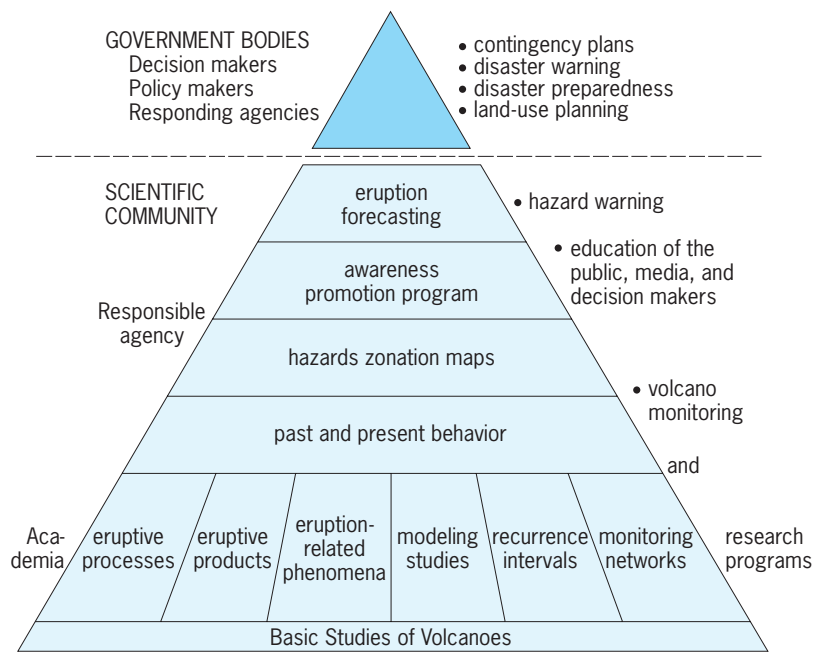 GOVERNMENT BODIES
Decision makers
Policy makers
Responding agencies
• contingency plans
• disaster warning
• disaster preparedness
• land-use planning
SCIENTIFIC
COMMUNITY
eruption
forecasting
• hazard warning
awareness
promotion program
• education of the
public, media, and
decision makers
Responsible
agency
hazards zonation maps
• volcano
monitoring
past and present behavior
and
Aca-
demia
eruptive
processes
eruptive
products
eruption-
related
phenomena
modeling
studies
recurrence
intervals
monitoring
networks
research
programs
Basic Studies of Volcanoes